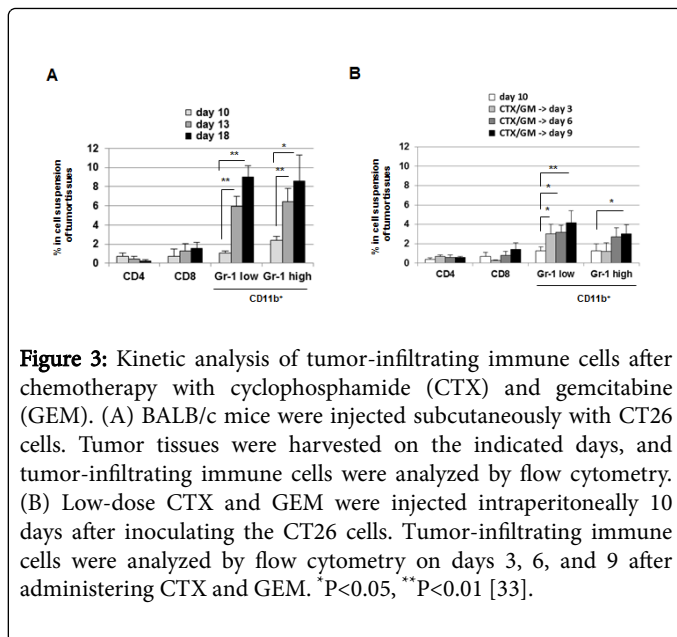 A
day 10
day 13
day 18
% in cell suspension
of tumor tissues
12
10
8
6
4
2
0
**
**
*
**
CD4
CD8
Gr-1 low
Gr-1 high
CD11b⁺
B
day 10
CTX/GM -> day 3
CTX/GM -> day 6
CTX/GM -> day 9
% in cell suspension
of tumor tissues
12
10
8
6
4
2
0
**
*
*
*
CD4
CD8
Gr-1 low
Gr-1 high
CD11b⁺
Figure 3: Kinetic analysis of tumor-infiltrating immune cells after
chemotherapy with cyclophosphamide (CTX) and gemcitabine
(GEM). (A) BALB/c mice were injected subcutaneously with CT26
cells. Tumor tissues were harvested on the indicated days, and
tumor-infiltrating immune cells were analyzed by flow cytometry.
(B) Low-dose CTX and GEM were injected intraperitoneally 10
days after inoculating the CT26 cells. Tumor-infiltrating immune
cells were analyzed by flow cytometry on days 3, 6, and 9 after
administering CTX and GEM. *P<0.05, **P<0.01 [33].